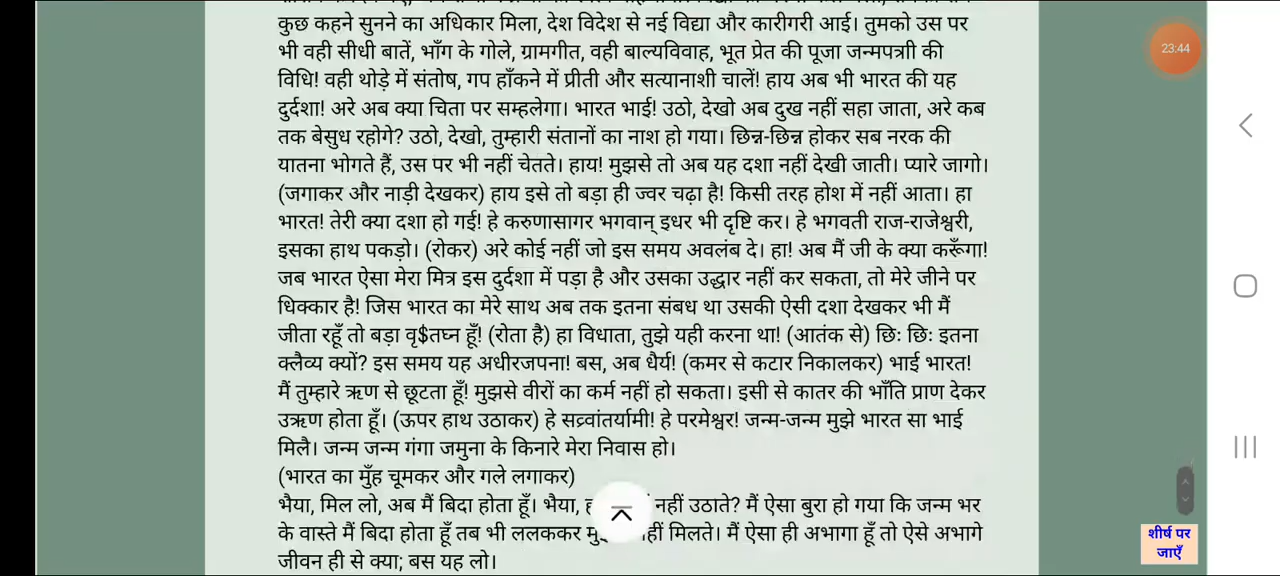 कुछ कहने सुनने का अधिकार मिला, देश विदेश से नई विद्या और कारीगरी आई। तुमको उस पर
भी वही सीधी बातें, भाँग के गोले, ग्रामगीत, वही बाल्यविवाह, भूत प्रेत की पूजा जन्मपत्राी की
विधि! वही थोड़े में संतोष, गप हाँकने में प्रीती और सत्यानाशी चालें! हाय अब भी भारत की यह
दुर्दशा! अरे अब क्या चिता पर सम्हलेगा। भारत भाई! उठो, देखो अब दुख नहीं सहा जाता, अरे कब
तक बेसुध रहोगे? उठो, देखो, तुम्हारी संतानों का नाश हो गया। छिन्न-छिन्न होकर सब नरक की
यातना भोगते हैं, उस पर भी नहीं चेतते। हाय! मुझसे तो अब यह दशा नहीं देखी जाती। प्यारे जागो।
(जगाकर और नाड़ी देखकर) हाय इसे तो बड़ा ही ज्वर चढ़ा है! किसी तरह होश में नहीं आता। हा
भारत! तेरी क्या दशा हो गई! हे करुणासागर भगवान् इधर भी दृष्टि कर। हे भगवती राज-राजेश्वरी,
इसका हाथ पकड़ो। (रोकर) अरे कोई नहीं जो इस समय अवलंब दे। हा! अब मैं जी के क्या करूँगा!
जब भारत ऐसा मेरा मित्र इस दुर्दशा में पड़ा है और उसका उद्धार नहीं कर सकता, तो मेरे जीने पर
धिक्कार है! जिस भारत का मेरे साथ अब तक इतना संबध था उसकी ऐसी दशा देखकर भी मैं
जीता रहूँ तो बड़ा वृ$तघ्न हूँ! (रोता है) हा विधाता, तुझे यही करना था! (आतंक से) छिः छिः इतना
क्लैव्य क्यों? इस समय यह अधीरजपना! बस, अब धैर्य! (कमर से कटार निकालकर) भाई भारत!
मैं तुम्हारे ऋण से छूटता हूँ! मुझसे वीरों का कर्म नहीं हो सकता। इसी से कातर की भाँति प्राण देकर
उऋण होता हूँ। (ऊपर हाथ उठाकर) हे सव्र्वांतर्यामी! हे परमेश्वर! जन्म-जन्म मुझे भारत सा भाई
मिलै। जन्म जन्म गंगा जमुना के किनारे मेरा निवास हो।
(भारत का मुँह चूमकर और गले लगाकर)
भैया, मिल लो, अब मैं बिदा होता हूँ। भैया, नहीं उठाते? मैं ऐसा बुरा हो गया कि जन्म भर
के वास्ते मैं बिदा होता हूँ तब भी ललककर मिलते। मैं ऐसा ही अभागा हूँ तो ऐसे अभागे
जीवन ही से क्या; बस यह लो।
23:44
शीर्ष पर
जाएँ